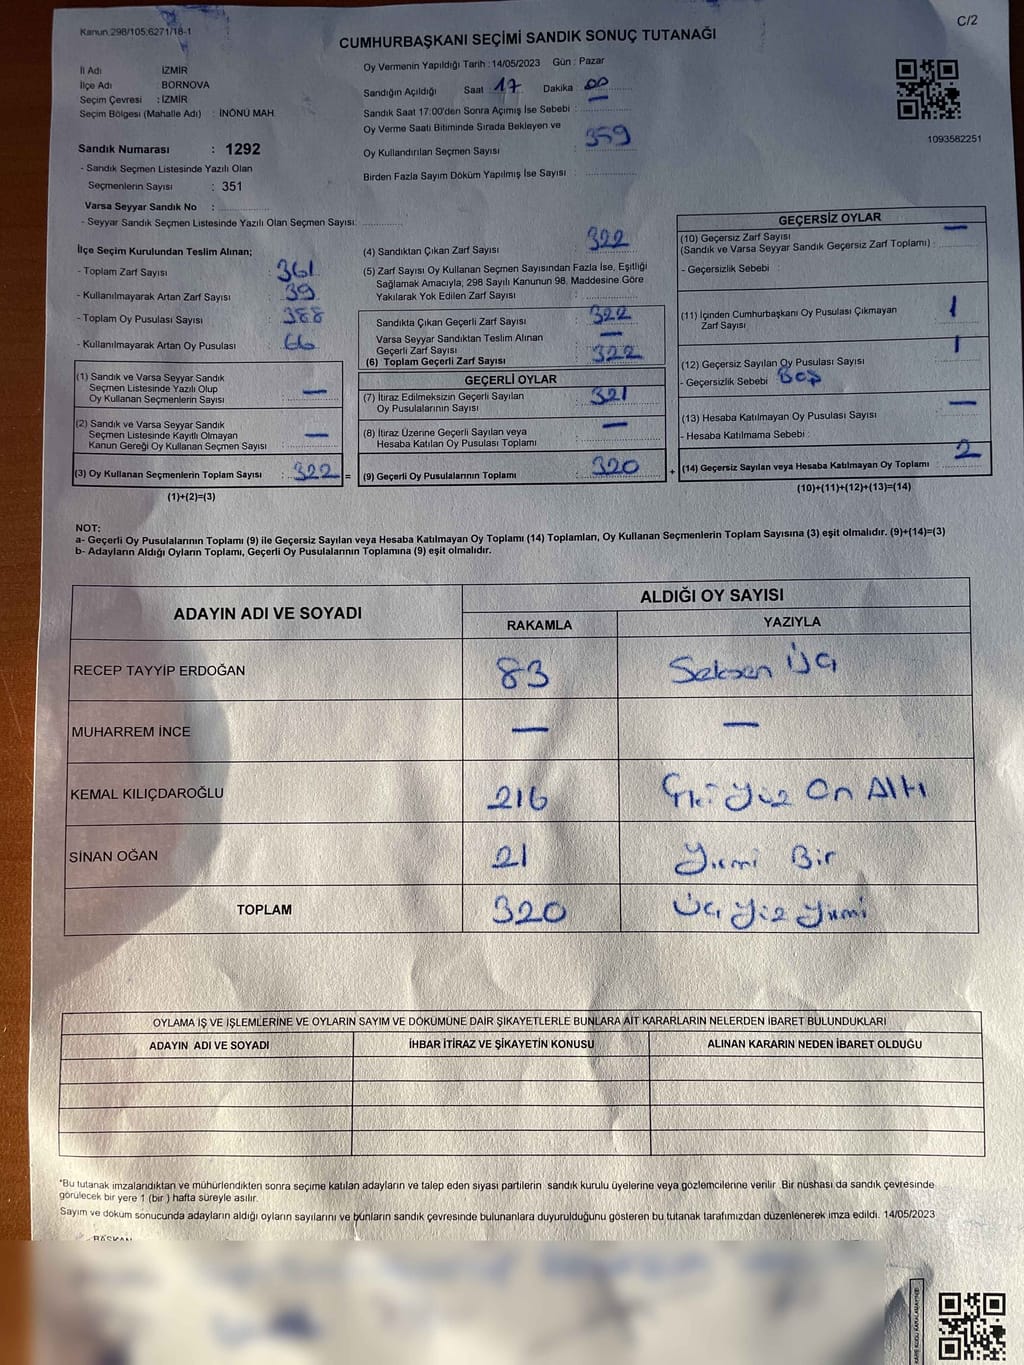 Kanun.298/105;6271/18-1
C/2
CUMHURBAŞKANI SEÇİMİ SANDIK SONUÇ TUTANAĞI
İl Adı : İZMİR
İlçe Adı : BORNOVA
Seçim Çevresi : İZMİR
Seçim Bölgesi (Mahalle Adı) : İNÖNÜ MAH.
Sandık Numarası : 1292
- Sandık Seçmen Listesinde Yazılı Olan
Seçmenlerin Sayısı : 351
Varsa Seyyar Sandık No :
- Seyyar Sandık Seçmen Listesinde Yazılı Olan Seçmen Sayısı:
Oy Vermenin Yapıldığı Tarih : 14/05/2023 Gün : Pazar
Sandığın Açıldığı Saat 17 Dakika 00
Sandık Saat 17:00'den Sonra Açımış İse Sebebi : —
Oy Verme Saati Bitiminde Sırada Bekleyen ve
Oy Kullandırılan Seçmen Sayısı : 359
Birden Fazla Sayım Döküm Yapılmış İse Sayısı :
1093582251
İlçe Seçim Kurulundan Teslim Alınan;
- Toplam Zarf Sayısı : 361
- Kullanılmayarak Artan Zarf Sayısı : 39
- Toplam Oy Pusulası Sayısı : 388
- Kullanılmayarak Artan Oy Pusulası : 66
(4) Sandıktan Çıkan Zarf Sayısı : 322
(5) Zarf Sayısı Oy Kullanan Seçmen Sayısından Fazla İse, Eşitliği
Sağlamak Amacıyla; 298 Sayılı Kanunun 98. Maddesine Göre
Yakılarak Yok Edilen Zarf Sayısı :
Sandıkta Çıkan Geçerli Zarf Sayısı : 322
Varsa Seyyar Sandıktan Teslim Alınan
Geçerli Zarf Sayısı : —
(6) Toplam Geçerli Zarf Sayısı : 322
GEÇERSİZ OYLAR
(10) Geçersiz Zarf Sayısı
(Sandık ve Varsa Seyyar Sandık Geçersiz Zarf Toplamı) : —
- Geçersizlik Sebebi :
(11) İçinden Cumhurbaşkanı Oy Pusulası Çıkmayan
Zarf Sayısı : 1
(12) Geçersiz Sayılan Oy Pusulası Sayısı : 1
- Geçersizlik Sebebi : Boş
(13) Hesaba Katılmayan Oy Pusulası Sayısı : —
- Hesaba Katılmama Sebebi :
(14) Geçersiz Sayılan veya Hesaba Katılmayan Oy Toplamı : 2
(10)+(11)+(12)+(13)=(14)
(1) Sandık ve Varsa Seyyar Sandık
Seçmen Listesinde Yazılı Olup
Oy Kullanan Seçmenlerin Sayısı : —
(2) Sandık ve Varsa Seyyar Sandık
Seçmen Listesinde Kayıtlı Olmayan
Kanun Gereği Oy Kullanan Seçmen Sayısı : —
(3) Oy Kullanan Seçmenlerin Toplam Sayısı : 322 =
(1)+(2)=(3)
GEÇERLİ OYLAR
(7) İtiraz Edilmeksizin Geçerli Sayılan
Oy Pusulalarının Sayısı : 321
(8) İtiraz Üzerine Geçerli Sayılan veya
Hesaba Katılan Oy Pusulası Toplamı : —
(9) Geçerli Oy Pusulalarının Toplamı : 320 +
NOT:
a- Geçerli Oy Pusulalarının Toplamı (9) ile Geçersiz Sayılan veya Hesaba Katılmayan Oy Toplamı (14) Toplamları, Oy Kullanan Seçmenlerin Toplam Sayısına (3) eşit olmalıdır. (9)+(14)=(3)
b- Adayların Aldığı Oyların Toplamı, Geçerli Oy Pusulalarının Toplamına (9) eşit olmalıdır.
ADAYIN ADI VE SOYADI ALDIĞI OY SAYISI
RAKAMLA YAZIYLA
RECEP TAYYİP ERDOĞAN 83 Seksen Üç
MUHARREM İNCE — —
KEMAL KILIÇDAROĞLU 216 İki Yüz On Altı
SİNAN OĞAN 21 Yirmi Bir
TOPLAM 320 Üç Yüz Yirmi
OYLAMA İŞ VE İŞLEMLERİNE VE OYLARIN SAYIM VE DÖKÜMÜNE DAİR ŞİKAYETLERLE BUNLARA AİT KARARLARIN NELERDEN İBARET BULUNDUKLARI
ADAYIN ADI VE SOYADI İHBAR İTİRAZ VE ŞİKAYETİN KONUSU ALINAN KARARIN NEDEN İBARET OLDUĞU
*Bu tutanak imzalandıktan ve mühürlendikten sonra seçime katılan adayların ve talep eden siyasi partilerin sandık kurulu üyelerine veya gözlemcilerine verilir. Bir nüshası da sandık çevresinde
görülecek bir yere 1 (bir ) hafta süreyle asılır.
Sayım ve döküm sonucunda adayların aldığı oyların sayılarını ve bunların sandık çevresinde bulunanlara duyurulduğunu gösteren bu tutanak tarafımızdan düzenlenerek imza edildi. 14/05/2023
BAŞKAN